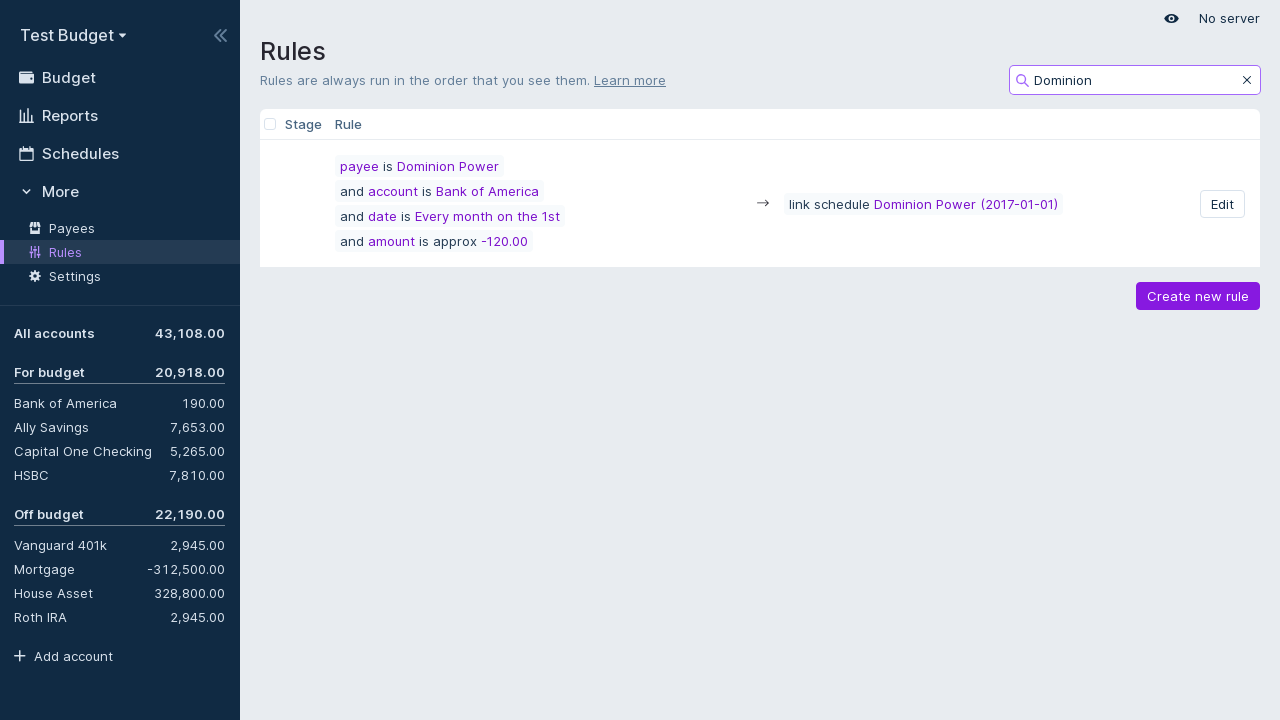 Test Budget
Budget
Reports
Schedules
More
Payees
Rules
Settings
All accounts 43,108.00
For budget 20,918.00
Bank of America 190.00
Ally Savings 7,653.00
Capital One Checking 5,265.00
HSBC 7,810.00
Off budget 22,190.00
Vanguard 401k 2,945.00
Mortgage -312,500.00
House Asset 328,800.00
Roth IRA 2,945.00
Add account
No server
Rules
Rules are always run in the order that you see them. Learn more
Dominion
Stage Rule
payee is Dominion Power
and account is Bank of America
and date is Every month on the 1st
and amount is approx -120.00
→ link schedule Dominion Power (2017-01-01)
Edit
Create new rule